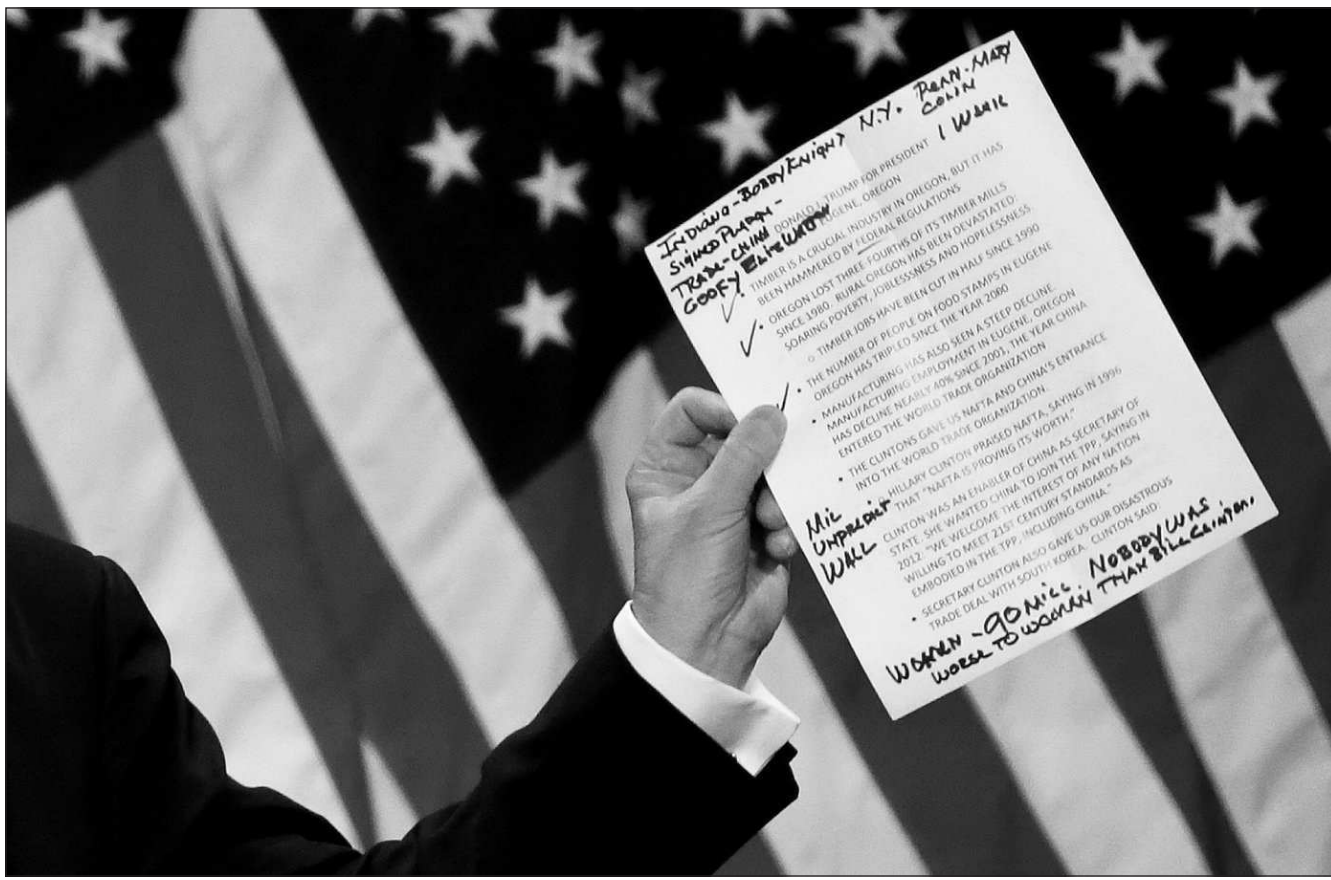 INDIANA-BOBBY KNIGHT N.Y. PENN-MARY
COLIN
SIGNED PLAQUE- 1 WEEK
TRADE-CHINA
GOOFY ELIZ WARREN
DONALD J. TRUMP FOR PRESIDENT
EUGENE, OREGON
• TIMBER IS A CRUCIAL INDUSTRY IN OREGON, BUT IT HAS
BEEN HAMMERED BY FEDERAL REGULATIONS
• OREGON LOST THREE-FOURTHS OF ITS TIMBER MILLS
SINCE 1980. RURAL OREGON HAS BEEN DEVASTATED:
SOARING POVERTY, JOBLESSNESS AND HOPELESSNESS
○ TIMBER JOBS HAVE BEEN CUT IN HALF SINCE 1990
• THE NUMBER OF PEOPLE ON FOOD STAMPS IN EUGENE
OREGON HAS TRIPLED SINCE THE YEAR 2000
• MANUFACTURING HAS ALSO SEEN A STEEP DECLINE.
MANUFACTURING EMPLOYMENT IN EUGENE, OREGON
HAS DECLINE NEARLY 40% SINCE 2001, THE YEAR CHINA
ENTERED THE WORLD TRADE ORGANIZATION
• THE CLINTONS GAVE US NAFTA AND CHINA'S ENTRANCE
INTO THE WORLD TRADE ORGANIZATION
○ HILLARY CLINTON PRAISED NAFTA, SAYING IN 1996
THAT "NAFTA IS PROVING ITS WORTH."
MIL
UNPREDICT
WALL
• CLINTON WAS AN ENABLER OF CHINA AS SECRETARY OF
STATE. SHE WANTED CHINA TO JOIN THE TPP, SAYING IN
2012: "WE WELCOME THE INTEREST OF ANY NATION
WILLING TO MEET 21ST CENTURY STANDARDS AS
EMBODIED IN THE TPP, INCLUDING CHINA."
• SECRETARY CLINTON ALSO GAVE US OUR DISASTROUS
TRADE DEAL WITH SOUTH KOREA. CLINTON SAID:
WOMEN-90 MILL. NOBODY WAS
WORSE TO WOMEN THAN BILL CLINTON.